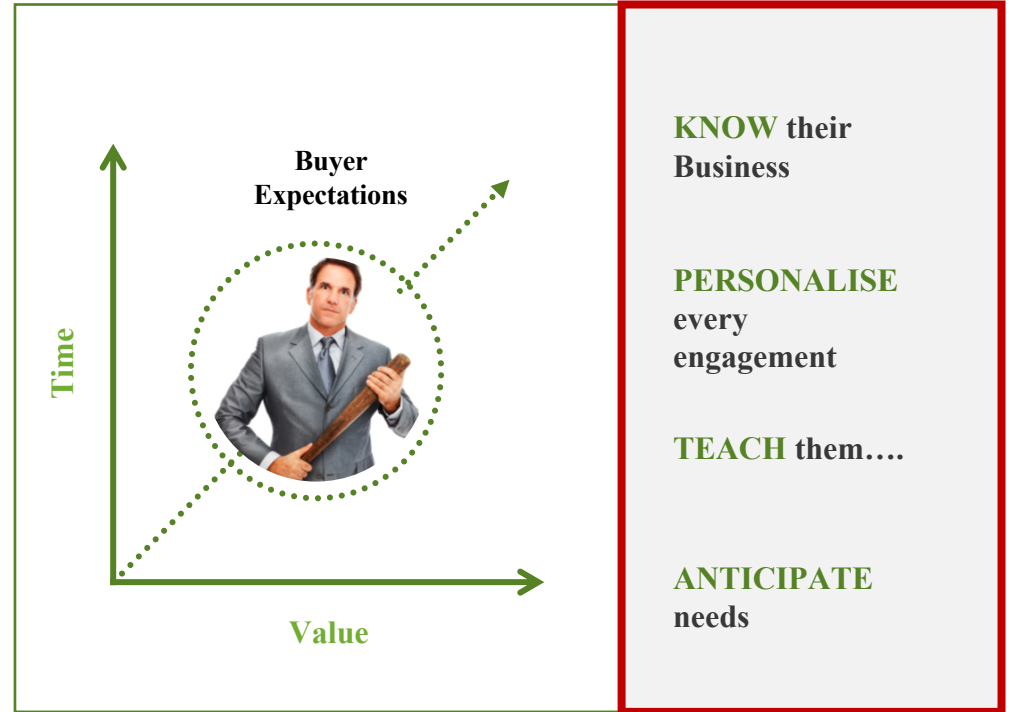 Buyer
Expectations
Time
Value
KNOW their
Business
PERSONALISE
every
engagement
TEACH them….
ANTICIPATE
needs